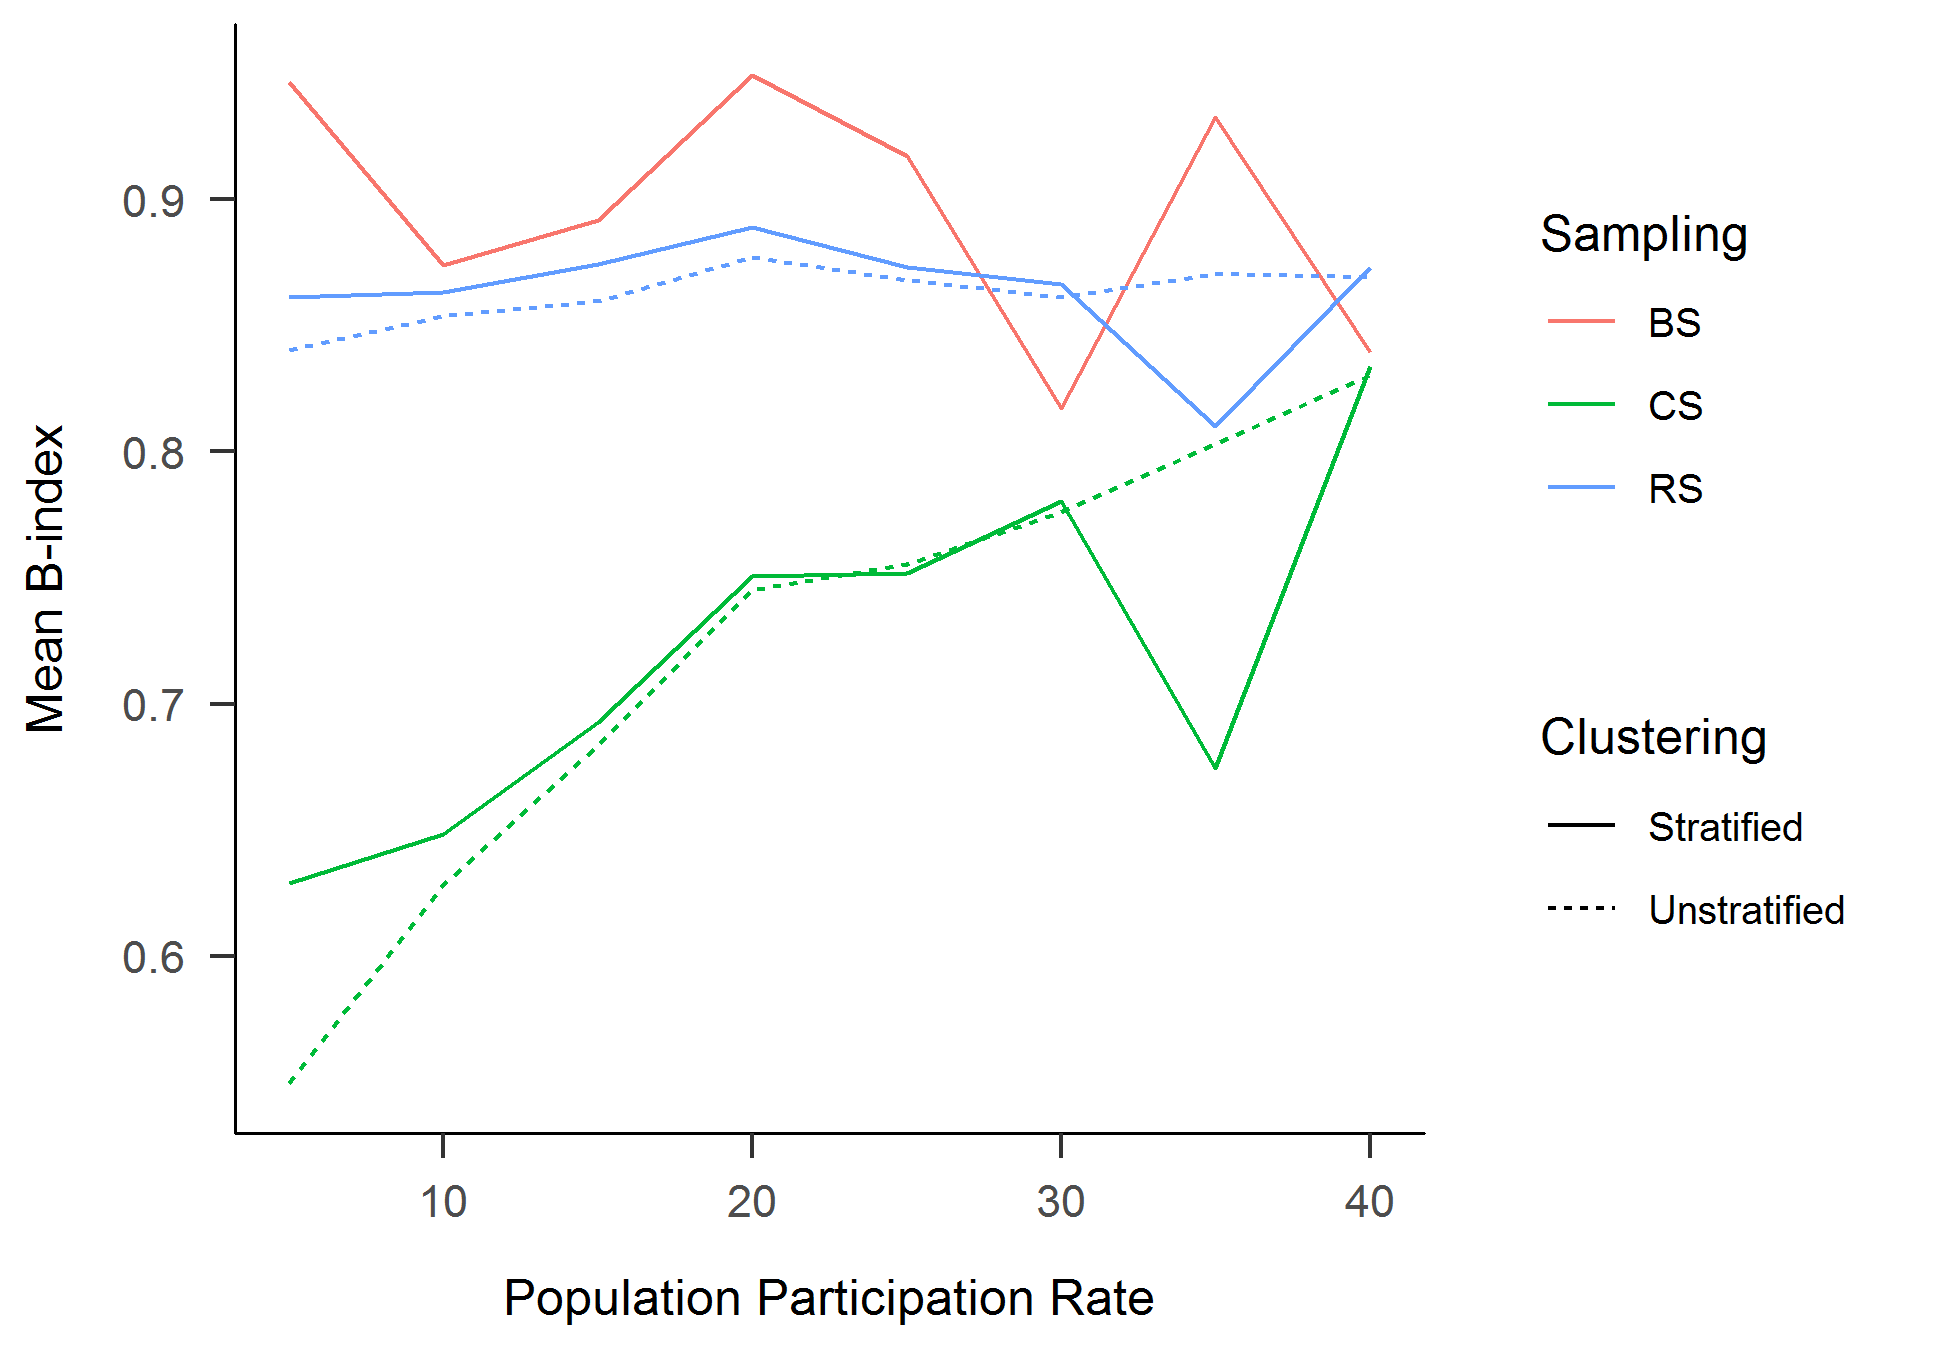 Mean B-index
0.9
0.8
0.7
0.6
10
20
30
40
Population Participation Rate
Sampling
BS
CS
RS
Clustering
Stratified
Unstratified